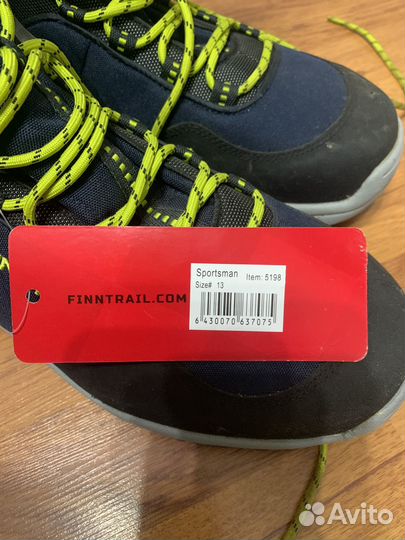 Sportsman Item: 5198
Size# 13
FINNTRAIL.COM
6 430070 637075
Avito